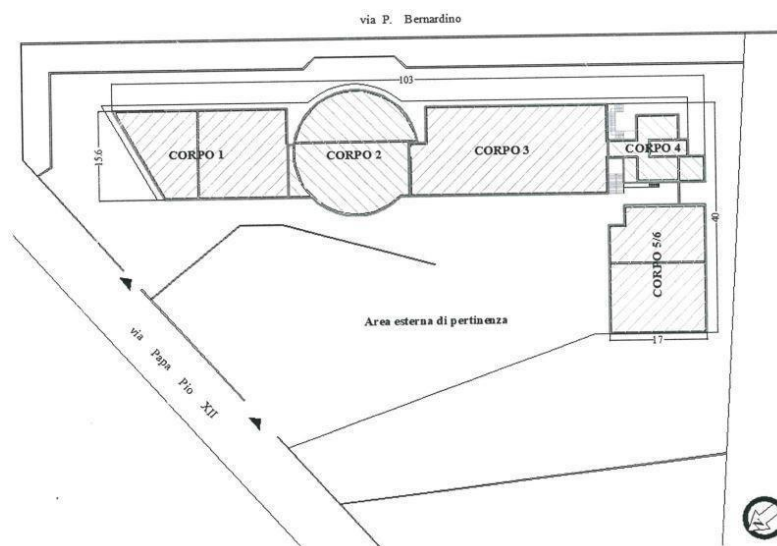 via P. Bernardino
103
15.6
CORPO 1
CORPO 2
CORPO 3
CORPO 4
40
CORPO 5/6
17
Area esterna di pertinenza
via Papa Pio XII